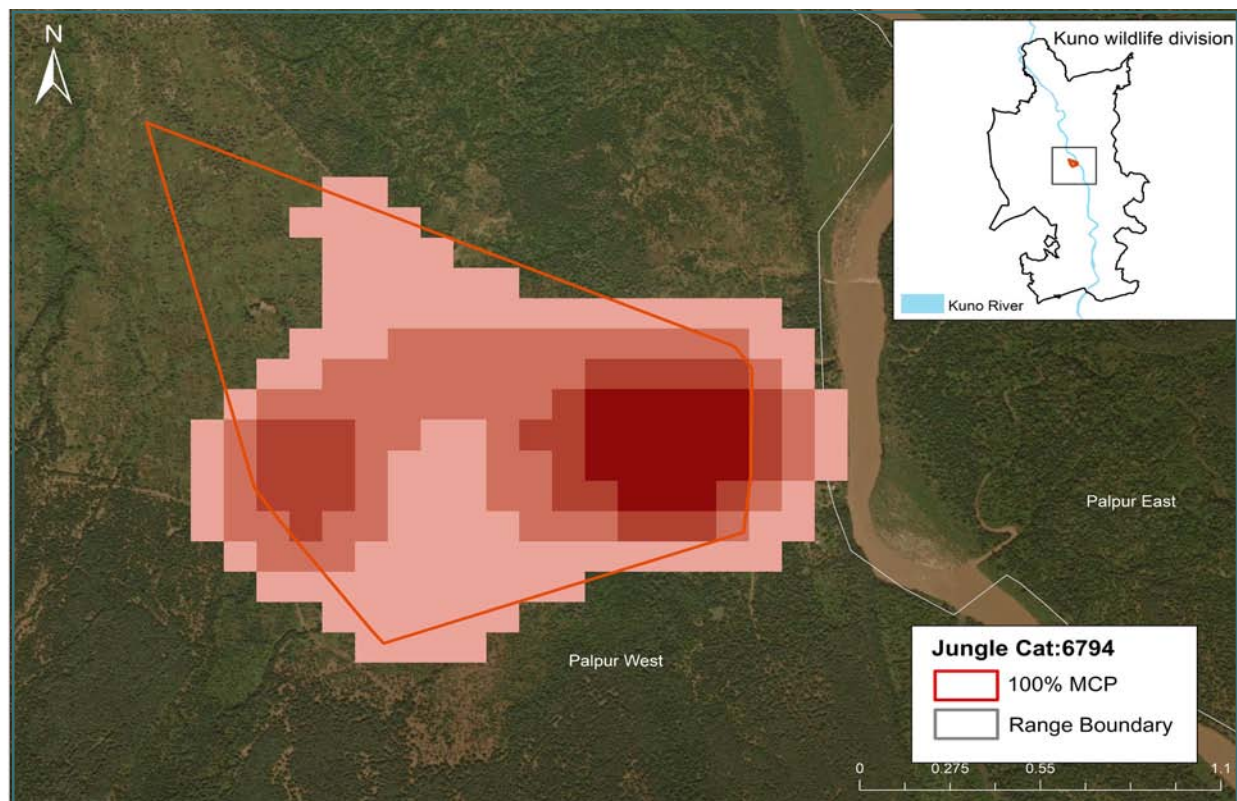 N
Kuno wildlife division
Kuno River
Palpur East
Palpur West
Jungle Cat:6794
100% MCP
Range Boundary
0 0.275 0.55 1.1